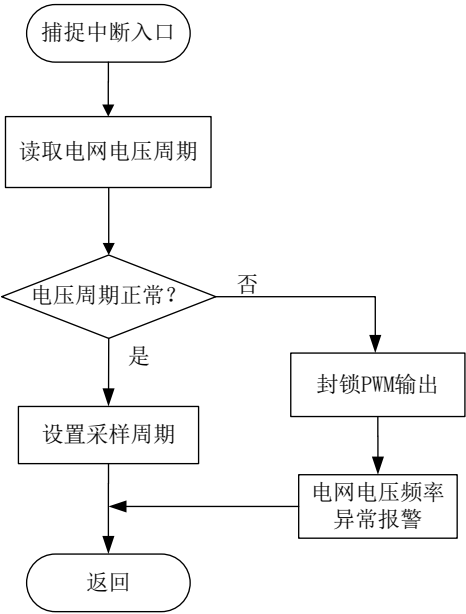 捕捉中断入口
读取电网电压周期
电压周期正常?
否
是
封锁PWM输出
设置采样周期
电网电压频率
异常报警
返回